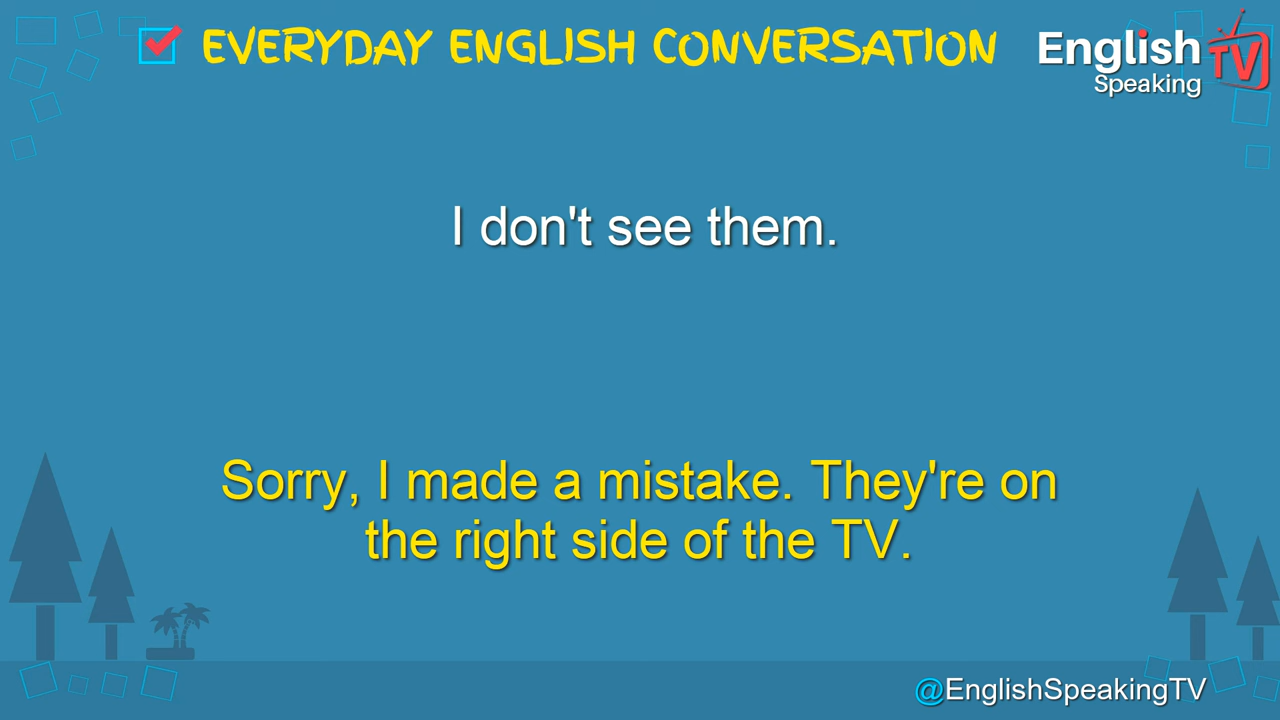 EVERYDAY ENGLISH CONVERSATION
English
Speaking
TV
I don't see them.
Sorry, I made a mistake. They're on
the right side of the TV.
@EnglishSpeakingTV